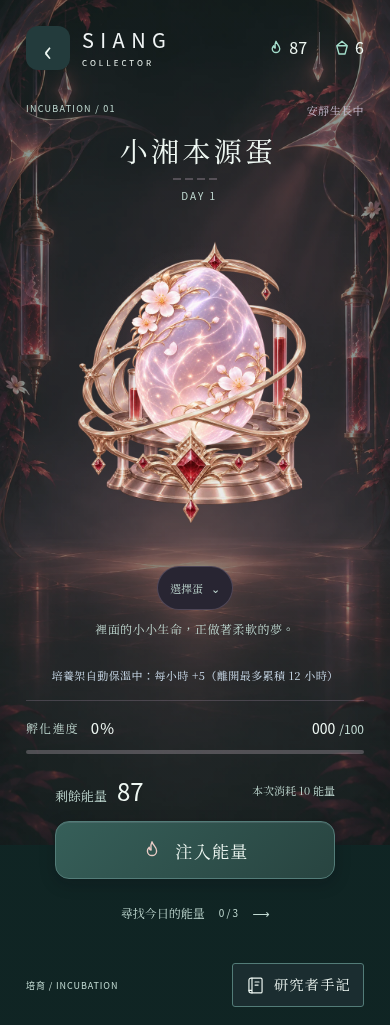 SIANG
COLLECTOR
87
6
INCUBATION / 01
安靜生長中
小湘本源蛋
DAY 1
選擇蛋
裡面的小小生命，正做著柔軟的夢。
培養架自動保溫中：每小時 +5（離開最多累積 12 小時）
孵化進度 0%
000 /100
剩餘能量 87
本次消耗 10 能量
注入能量
尋找今日的能量 0 / 3 →
培育 / INCUBATION
研究者手記